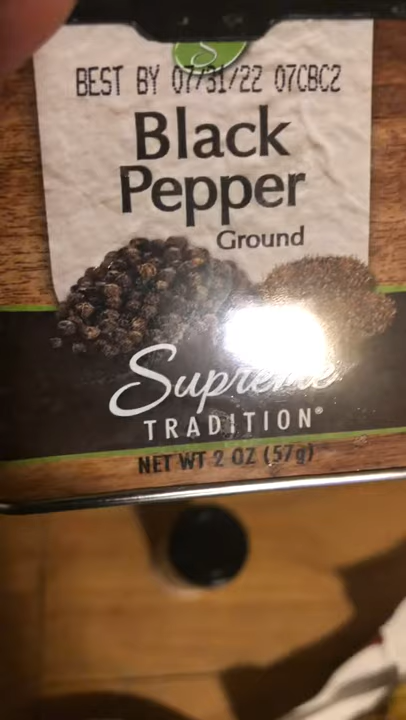 S
BEST BY 07/31/22 07CBC2
Black
Pepper
Ground
Supreme
TRADITION®
NET WT 2 OZ (57g)